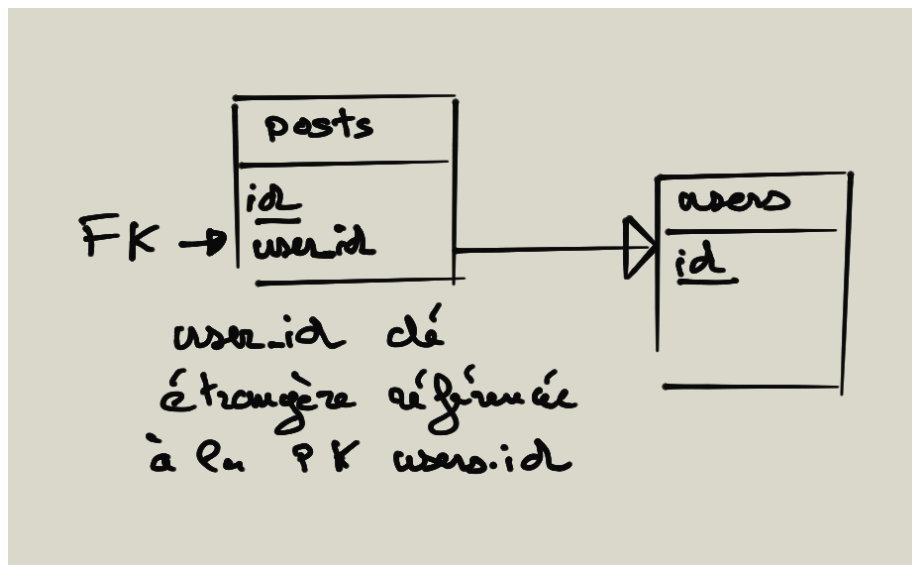 posts
id
FK → user_id
users
id
user_id clé
étrangère référencée
à la PK users.id